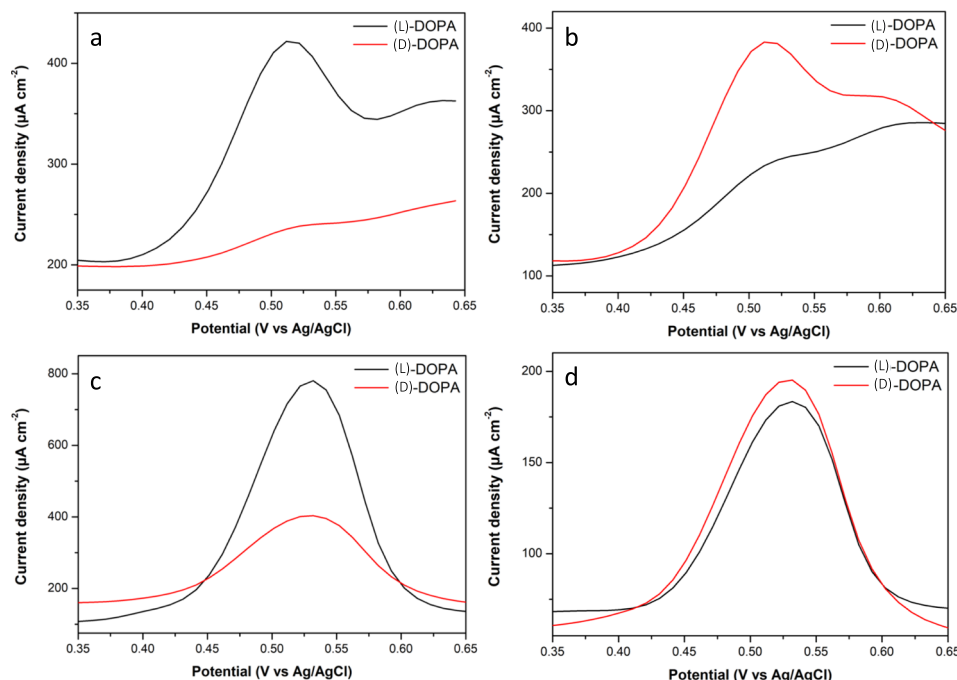 a
(L)-DOPA
(D)-DOPA
400
300
200
Current density (µA cm⁻²)
0.35 0.40 0.45 0.50 0.55 0.60 0.65
Potential (V vs Ag/AgCl)
b
(L)-DOPA
(D)-DOPA
400
300
200
100
Current density (µA cm⁻²)
0.35 0.40 0.45 0.50 0.55 0.60 0.65
Potential (V vs Ag/AgCl)
c
(L)-DOPA
(D)-DOPA
800
600
400
200
Current density (µA cm⁻²)
0.35 0.40 0.45 0.50 0.55 0.60 0.65
Potential (V vs Ag/AgCl)
d
(L)-DOPA
(D)-DOPA
200
150
100
Current density (µA cm⁻²)
0.35 0.40 0.45 0.50 0.55 0.60 0.65
Potential (V vs Ag/AgCl)